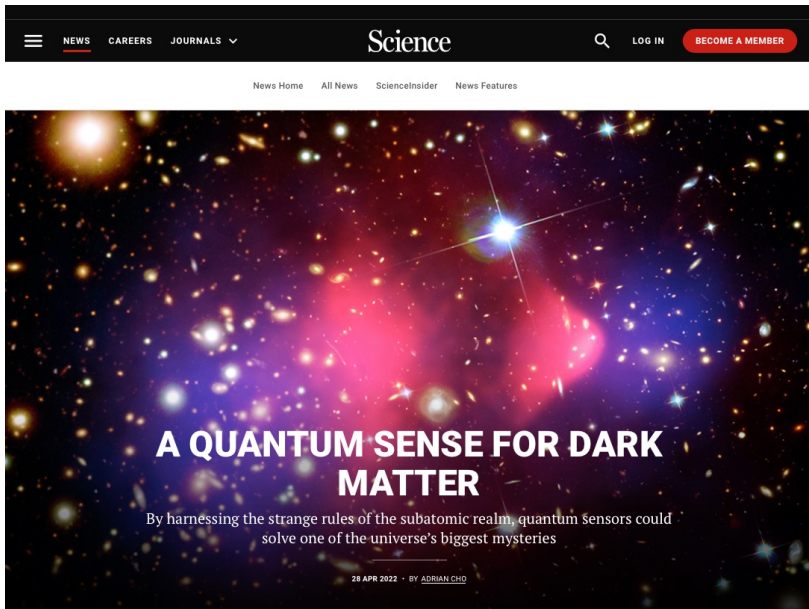 NEWS CAREERS JOURNALS Science LOG IN BECOME A MEMBER
News Home All News ScienceInsider News Features
A QUANTUM SENSE FOR DARK
MATTER
By harnessing the strange rules of the subatomic realm, quantum sensors could
solve one of the universe's biggest mysteries
28 APR 2022 · BY ADRIAN CHO